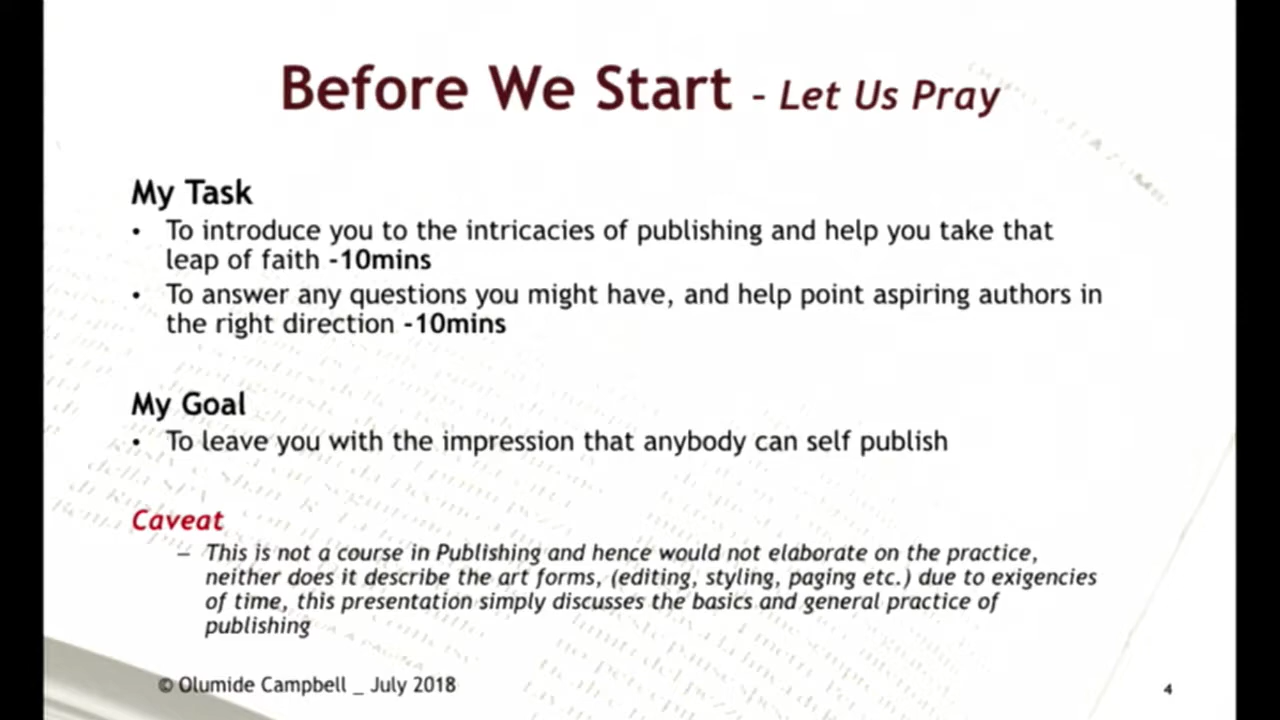 Before We Start - Let Us Pray
My Task
• To introduce you to the intricacies of publishing and help you take that
leap of faith -10mins
• To answer any questions you might have, and help point aspiring authors in
the right direction -10mins
My Goal
• To leave you with the impression that anybody can self publish
Caveat
– This is not a course in Publishing and hence would not elaborate on the practice,
neither does it describe the art forms, (editing, styling, paging etc.) due to exigencies
of time, this presentation simply discusses the basics and general practice of
publishing
© Olumide Campbell _ July 2018
4